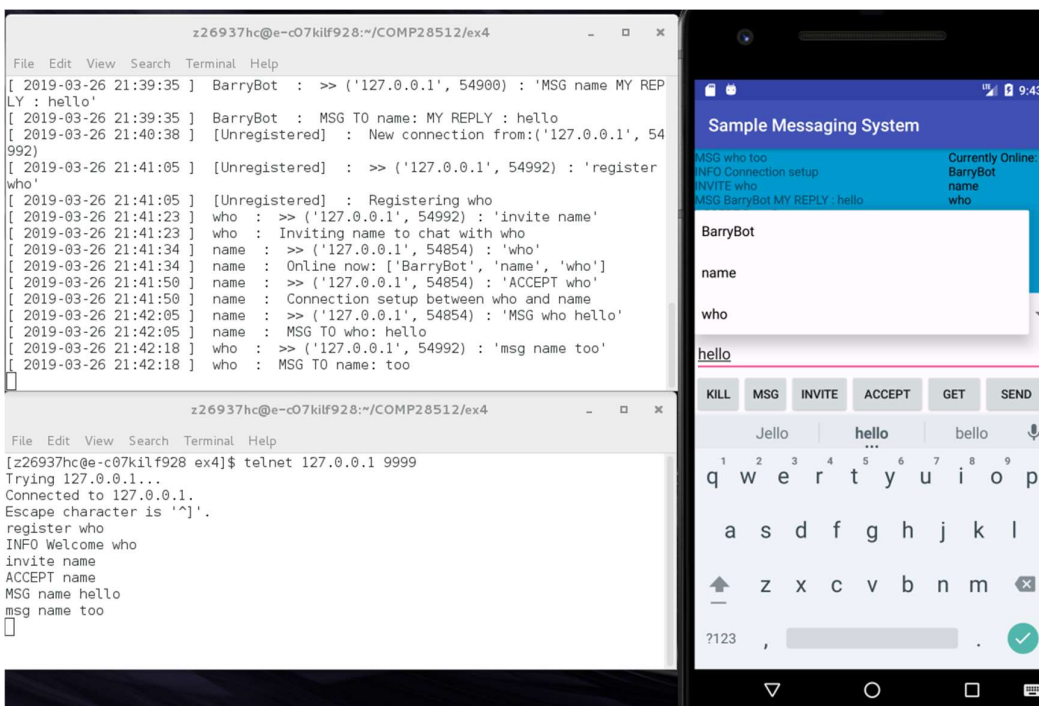 z26937hc@e-c07kilf928:~/COMP28512/ex4
File Edit View Search Terminal Help
[ 2019-03-26 21:39:35 ] BarryBot : >> ('127.0.0.1', 54900) : 'MSG name MY REP
LY : hello'
[ 2019-03-26 21:39:35 ] BarryBot : MSG TO name: MY REPLY : hello
[ 2019-03-26 21:40:38 ] [Unregistered] : New connection from:('127.0.0.1', 54
992)
[ 2019-03-26 21:41:05 ] [Unregistered] : >> ('127.0.0.1', 54992) : 'register
who'
[ 2019-03-26 21:41:05 ] [Unregistered] : Registering who
[ 2019-03-26 21:41:23 ] who : >> ('127.0.0.1', 54992) : 'invite name'
[ 2019-03-26 21:41:23 ] who : Inviting name to chat with who
[ 2019-03-26 21:41:34 ] name : >> ('127.0.0.1', 54854) : 'who'
[ 2019-03-26 21:41:34 ] name : Online now: ['BarryBot', 'name', 'who']
[ 2019-03-26 21:41:50 ] name : >> ('127.0.0.1', 54854) : 'ACCEPT who'
[ 2019-03-26 21:41:50 ] name : Connection setup between who and name
[ 2019-03-26 21:42:05 ] name : >> ('127.0.0.1', 54854) : 'MSG who hello'
[ 2019-03-26 21:42:05 ] name : MSG TO who: hello
[ 2019-03-26 21:42:18 ] who : >> ('127.0.0.1', 54992) : 'msg name too'
[ 2019-03-26 21:42:18 ] who : MSG TO name: too
z26937hc@e-c07kilf928:~/COMP28512/ex4
File Edit View Search Terminal Help
[z26937hc@e-c07kilf928 ex4]$ telnet 127.0.0.1 9999
Trying 127.0.0.1...
Connected to 127.0.0.1.
Escape character is '^]'.
register who
INFO Welcome who
invite name
ACCEPT name
MSG name hello
msg name too
LTE 9:43
Sample Messaging System
MSG who too
INFO Connection setup
INVITE who
MSG BarryBot MY REPLY : hello
Currently Online:
BarryBot
name
who
BarryBot
name
who
hello
KILL MSG INVITE ACCEPT GET SEND
Jello hello bello
1 2 3 4 5 6 7 8 9
q w e r t y u i o p
a s d f g h j k l
z x c v b n m
?123 , .